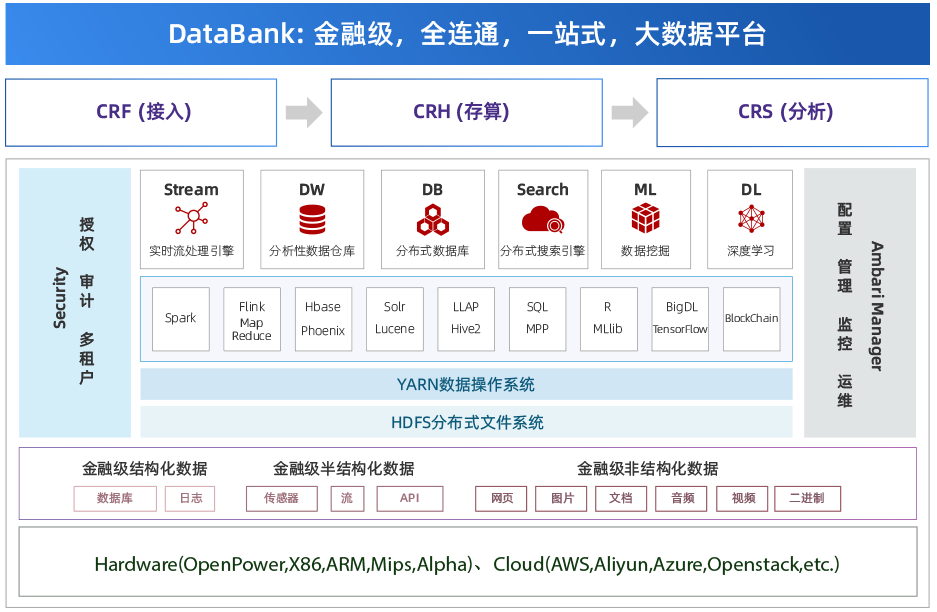 DataBank: 金融级，全连通，一站式，大数据平台
CRF (接入)
CRH (存算)
CRS (分析)
Security
授权 审计 多租户
Stream
实时流处理引擎
DW
分析性数据仓库
DB
分布式数据库
Search
分布式搜索引擎
ML
数据挖掘
DL
深度学习
Spark
Flink
Map
Reduce
Hbase
Phoenix
Solr
Lucene
LLAP
Hive2
SQL
MPP
R
MLlib
BigDL
TensorFlow
BlockChain
YARN数据操作系统
HDFS分布式文件系统
配置 管理 监控 运维
Ambari Manager
金融级结构化数据
数据库
日志
金融级半结构化数据
传感器
流
API
金融级非结构化数据
网页
图片
文档
音频
视频
二进制
Hardware(OpenPower,X86,ARM,Mips,Alpha)、Cloud(AWS,Aliyun,Azure,Openstack,etc.)